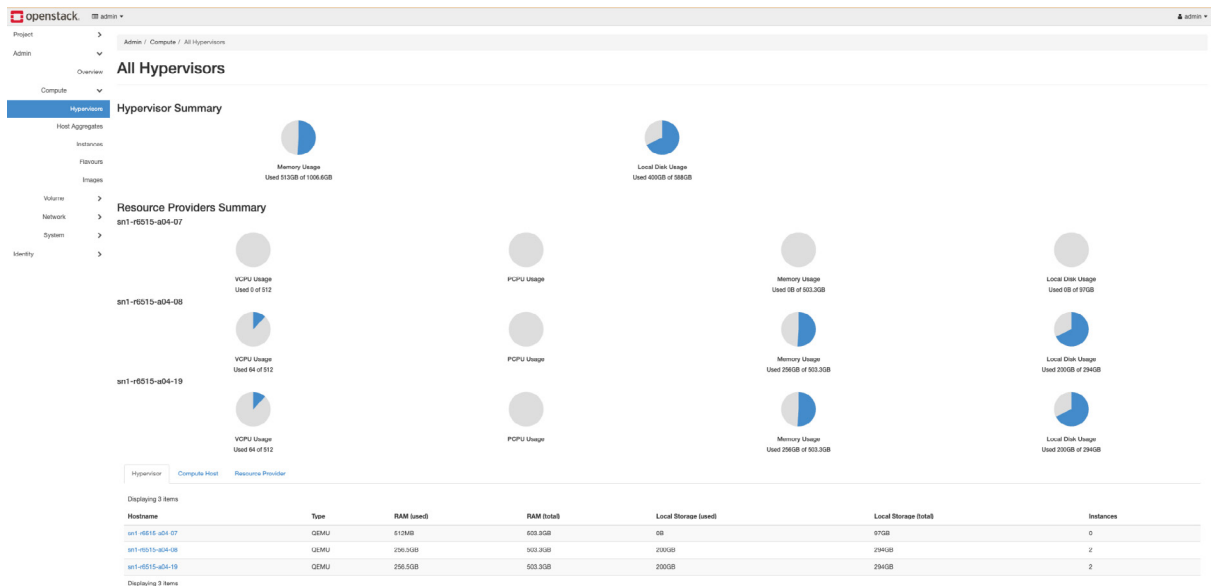 openstack. admin
admin
Project
Admin
Overview
Compute
Hypervisors
Host Aggregates
Instances
Flavours
Images
Volume
Network
System
Identity
Admin / Compute / All Hypervisors
All Hypervisors
Hypervisor Summary
Memory Usage Local Disk Usage
Used 513GB of 1006.6GB Used 400GB of 588GB
Resource Providers Summary
sn1-r6515-a04-07
VCPU Usage PCPU Usage Memory Usage Local Disk Usage
Used 0 of 512 Used 0B of 503.3GB Used 0B of 97GB
sn1-r6515-a04-08
VCPU Usage PCPU Usage Memory Usage Local Disk Usage
Used 64 of 512 Used 256GB of 503.3GB Used 200GB of 294GB
sn1-r6515-a04-19
VCPU Usage PCPU Usage Memory Usage Local Disk Usage
Used 64 of 512 Used 256GB of 503.3GB Used 200GB of 294GB
Hypervisor Compute Host Resource Provider
Displaying 3 items
Hostname Type RAM (used) RAM (total) Local Storage (used) Local Storage (total) Instances
sn1-r6515-a04-07 QEMU 512MB 503.3GB 0B 97GB 0
sn1-r6515-a04-08 QEMU 256.5GB 503.3GB 200GB 294GB 2
sn1-r6515-a04-19 QEMU 256.5GB 503.3GB 200GB 294GB 2
Displaying 3 items